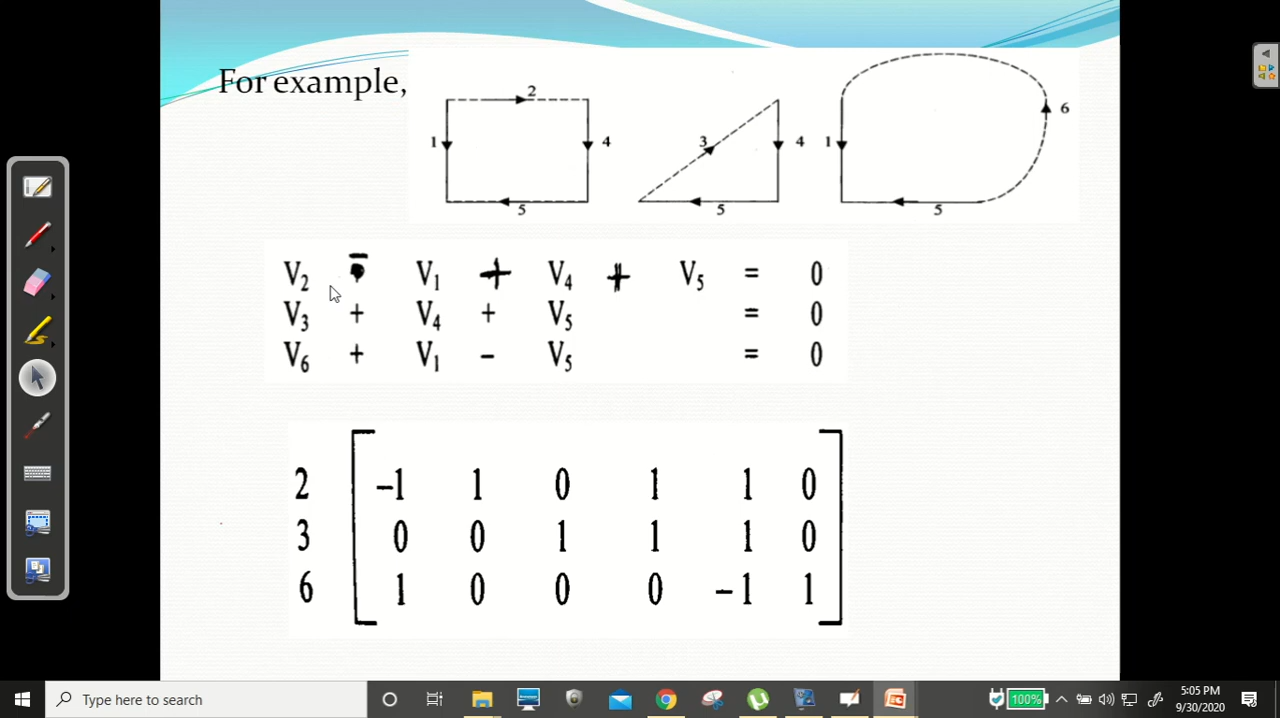 For example,
2
1 4 3 4 1 6
5 5 5
V₂ - V₁ + V₄ + V₅ = 0
V₃ + V₄ + V₅ = 0
V₆ + V₁ – V₅ = 0
2 –1 1 0 1 1 0
3 0 0 1 1 1 0
6 1 0 0 0 –1 1
Type here to search
100%
5:05 PM
9/30/2020